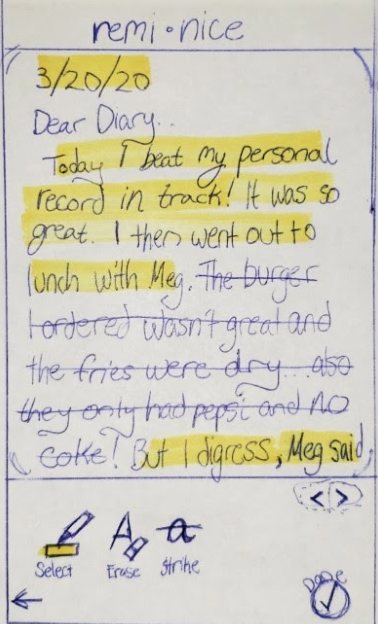 remi•nice
3/20/20
Dear Diary..
Today I beat my personal
record in track! It was so
great. I then went out to
lunch with Meg. The burger
I ordered wasn't great and
the fries were dry... also
they only had pepsi and no
coke! But I digress, Meg said
< >
A a
Select Erase Strike
Done